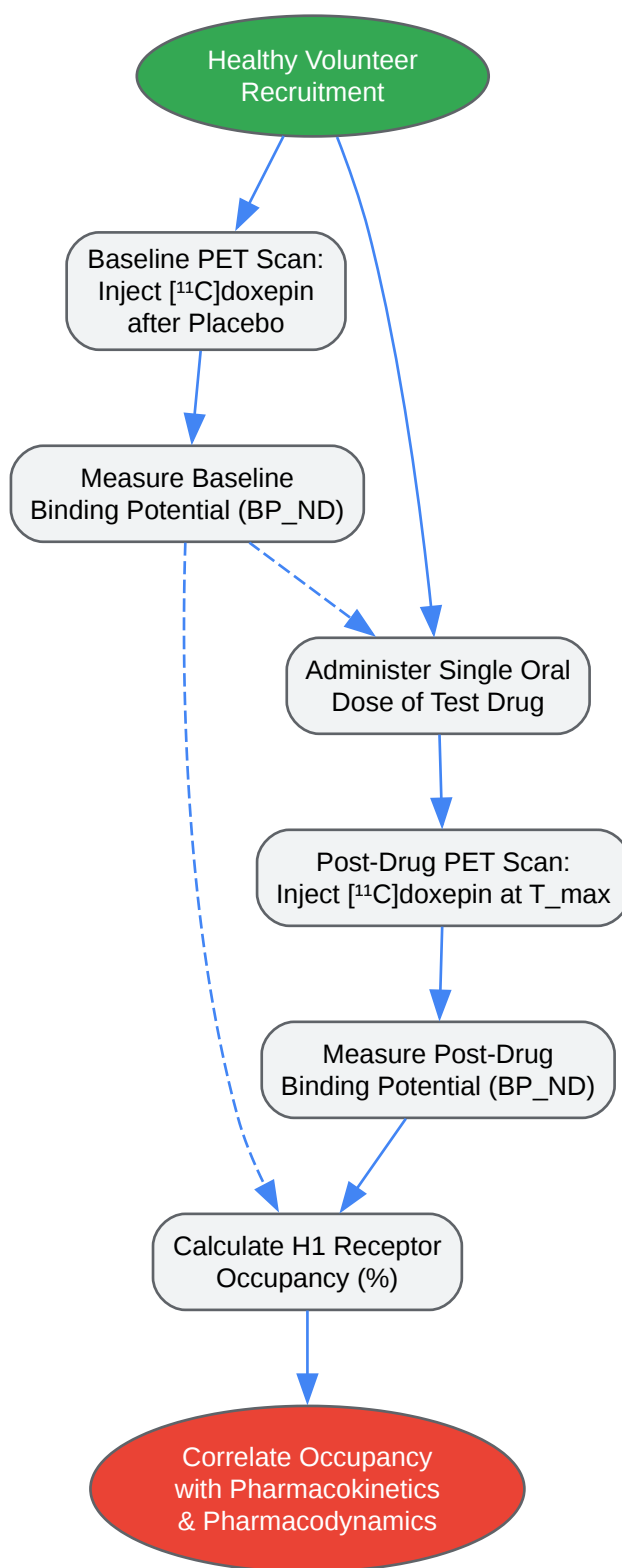 Healthy Volunteer
Recruitment
Baseline PET Scan:
Inject [¹¹C]doxepin
after Placebo
Measure Baseline
Binding Potential (BP_ND)
Administer Single Oral
Dose of Test Drug
Post-Drug PET Scan:
Inject [¹¹C]doxepin at T_max
Measure Post-Drug
Binding Potential (BP_ND)
Calculate H1 Receptor
Occupancy (%)
Correlate Occupancy
with Pharmacokinetics
& Pharmacodynamics